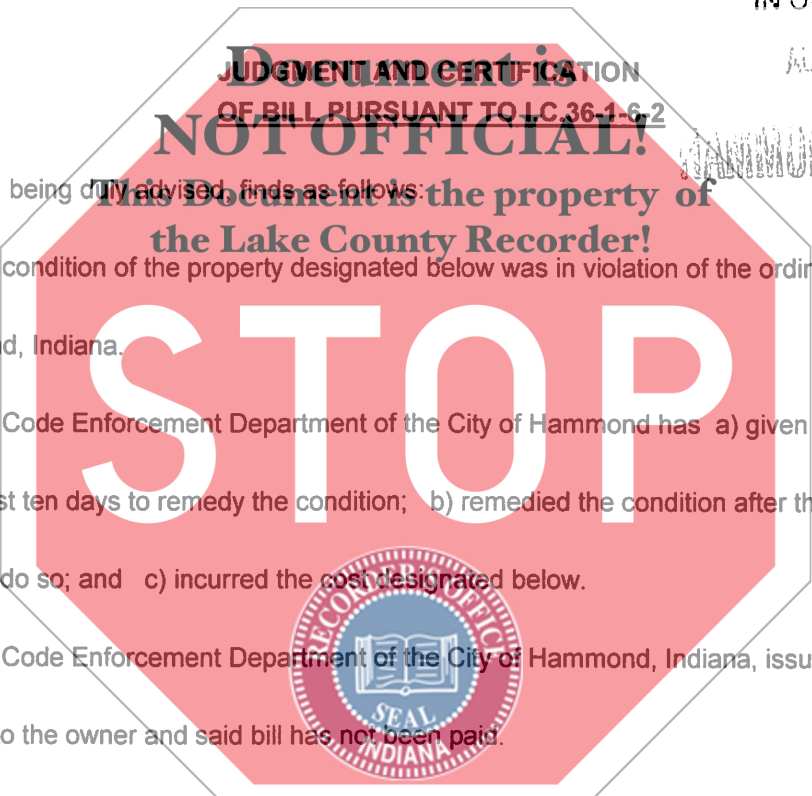 IN
Document is
JUDGMENT AND CERTIFICATION
OF BILL PURSUANT TO I.C. 36-1-6-2
NOT OFFICIAL!
HAMMO
being duly advised, finds as follows:
This Document is the property of
the Lake County Recorder!
condition of the property designated below was in violation of the ordin
d, Indiana.
STOP
Code Enforcement Department of the City of Hammond has a) given
st ten days to remedy the condition; b) remedied the condition after th
do so; and c) incurred the cost designated below.
RECORDER'S OFFICE
Code Enforcement Department of the City of Hammond, Indiana, issu
SEAL
o the owner and said bill has not been paid.
INDIANA